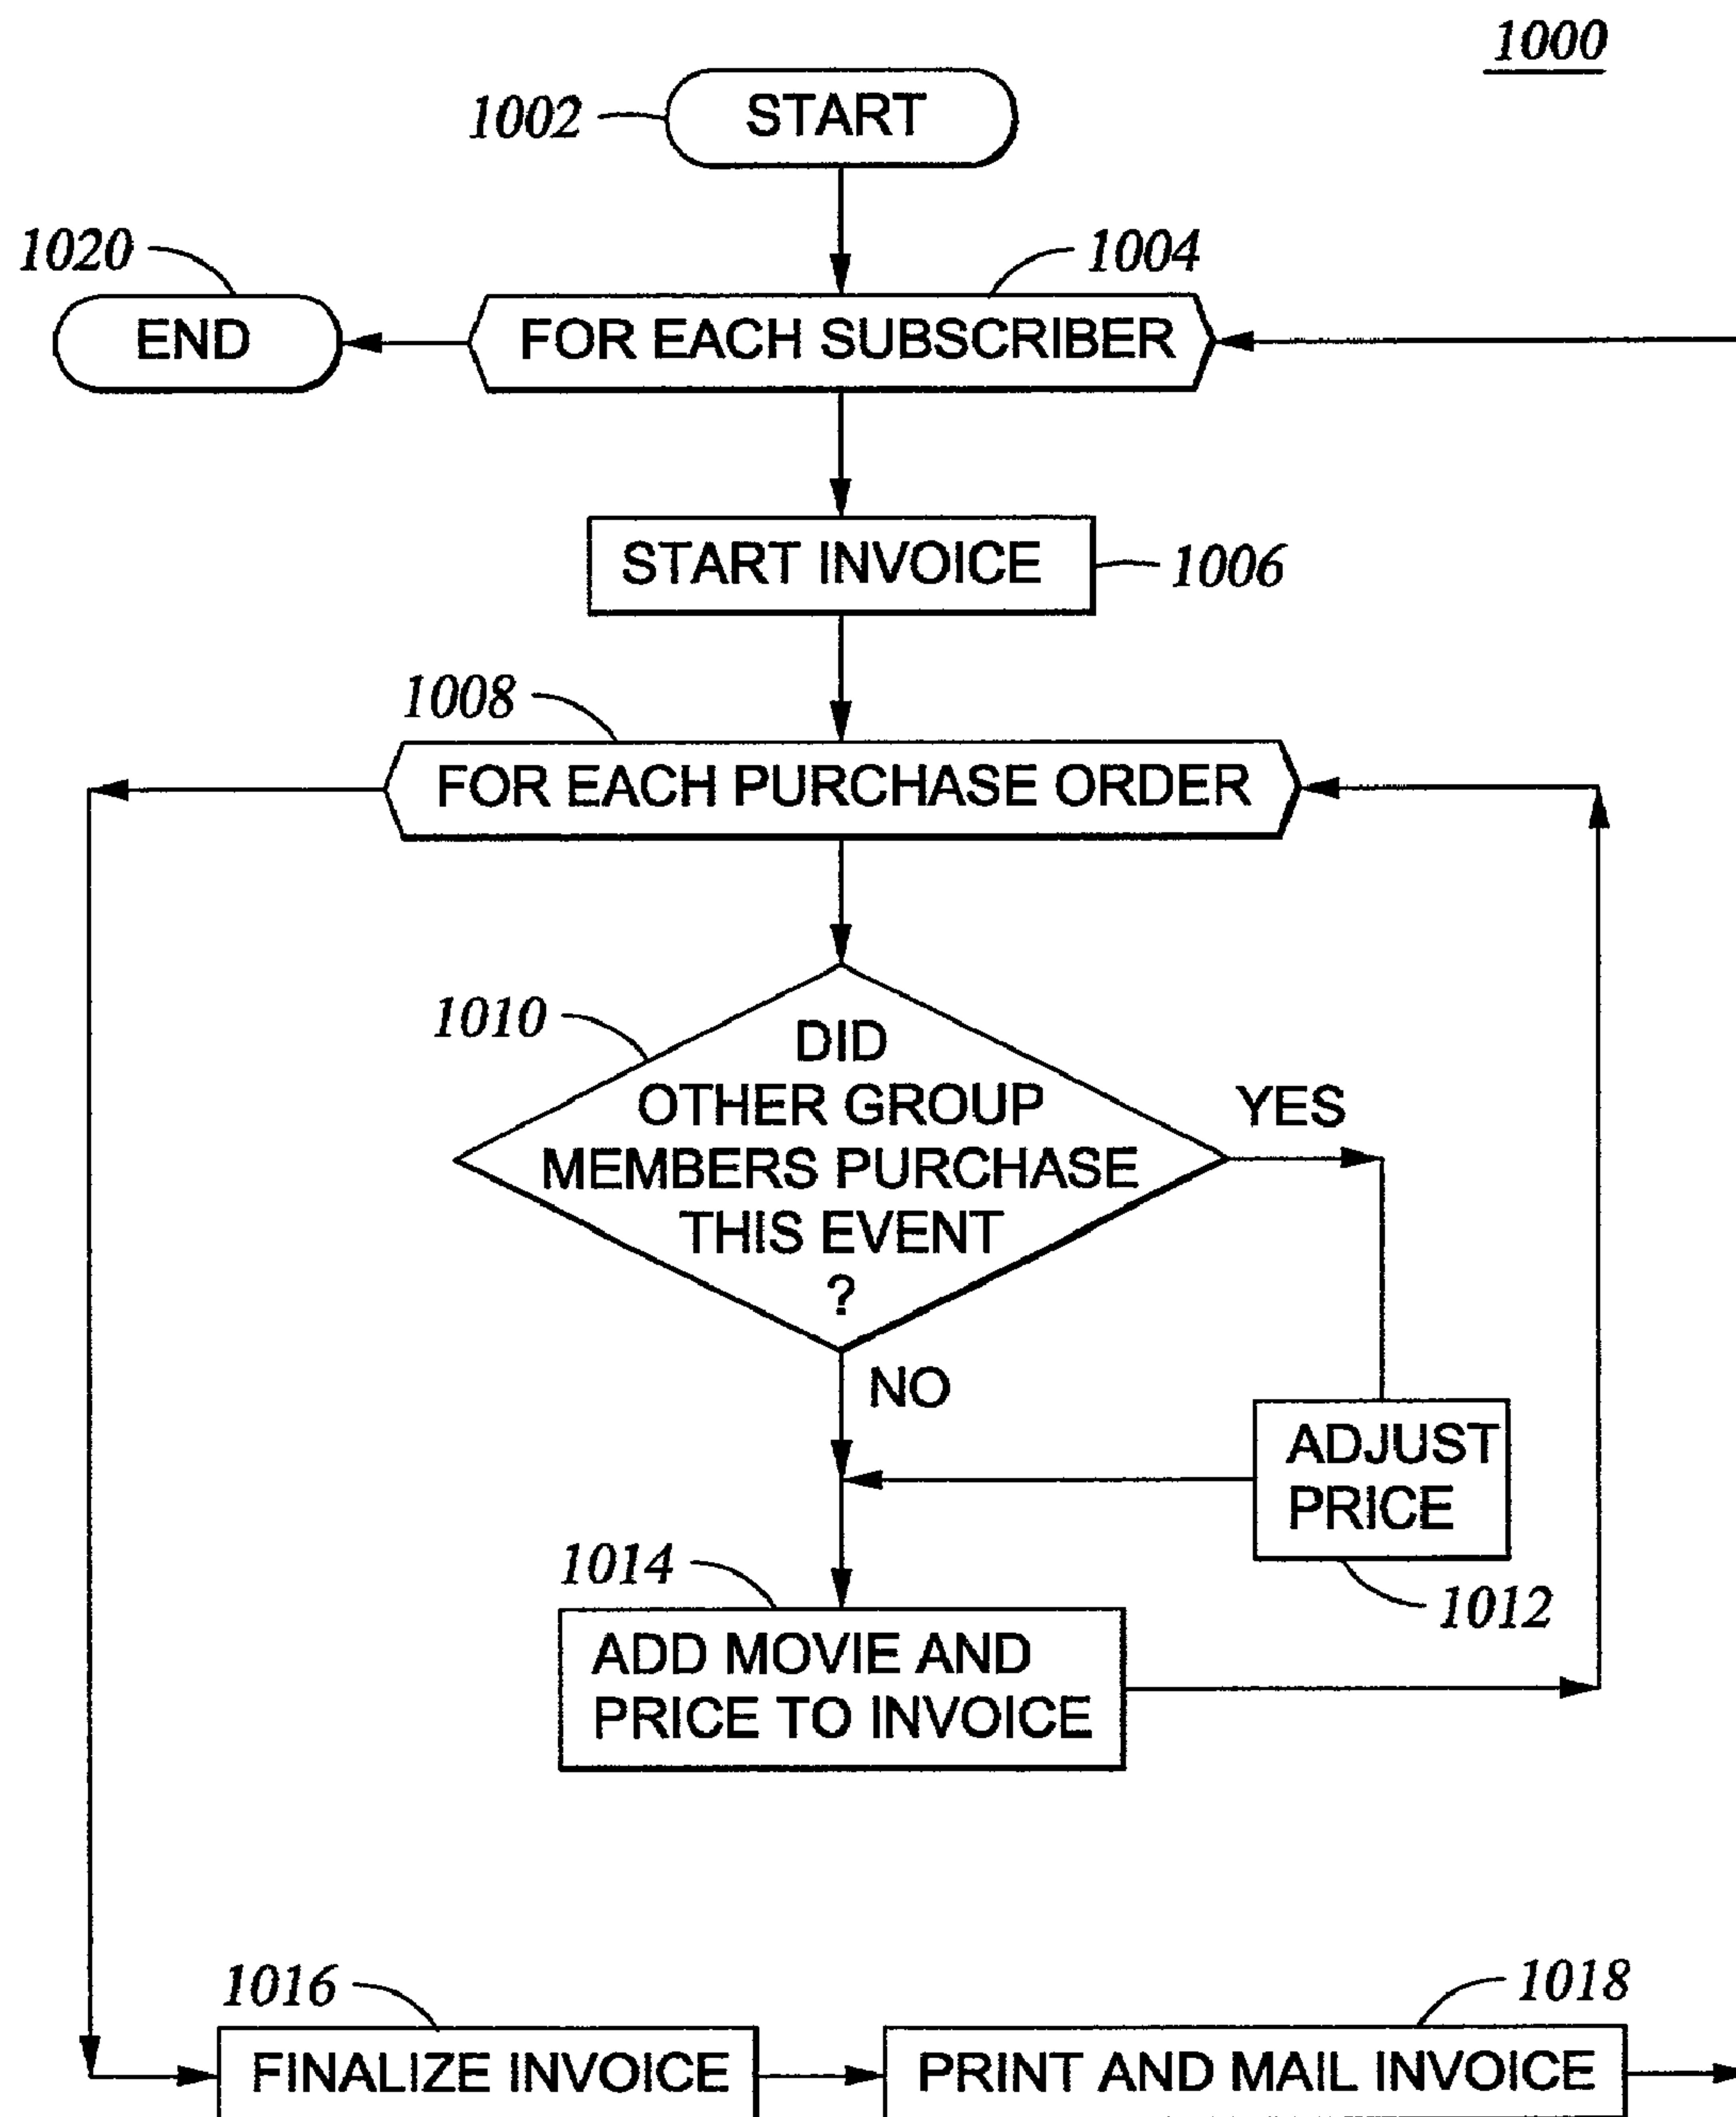 1000
1002
START
1020
1004
END
FOR EACH SUBSCRIBER
START INVOICE
1006
1008
FOR EACH PURCHASE ORDER
1010
DID
OTHER GROUP
MEMBERS PURCHASE
THIS EVENT
?
YES
NO
ADJUST
PRICE
1012
1014
ADD MOVIE AND
PRICE TO INVOICE
1016
1018
FINALIZE INVOICE
PRINT AND MAIL INVOICE